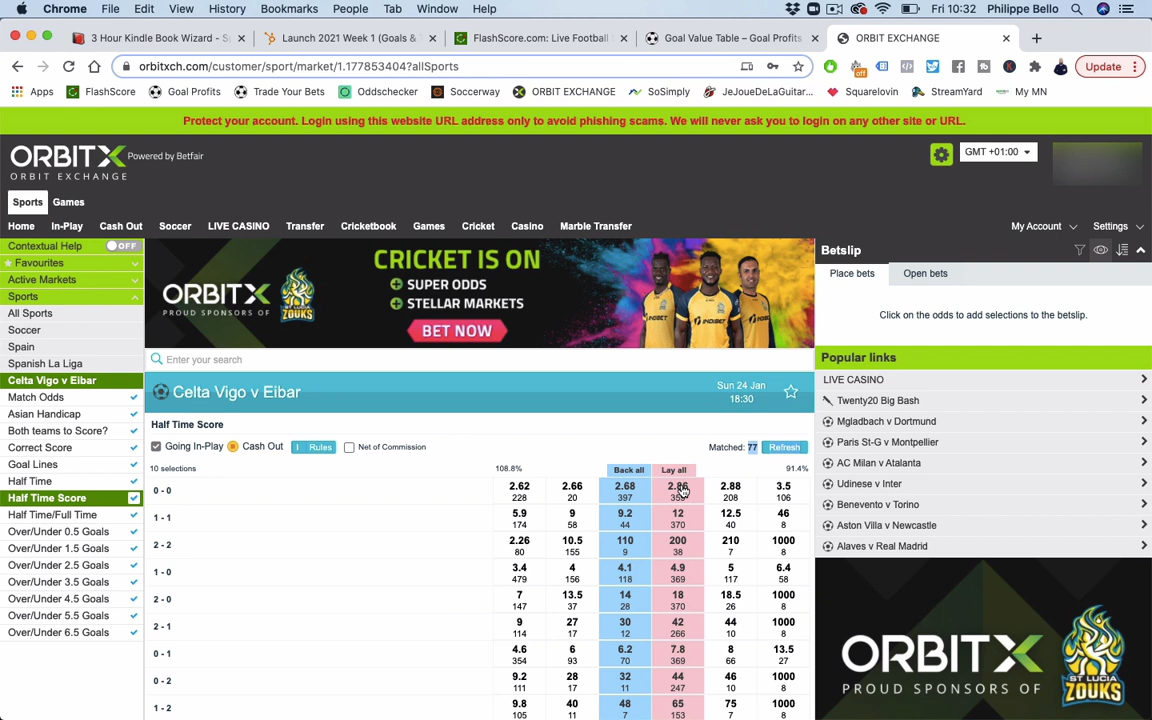 Chrome File Edit View History Bookmarks People Tab Window Help Fri 10:32 Philippe Bello
3 Hour Kindle Book Wizard - S Launch 2021 Week 1 (Goals & FlashScore.com: Live Football Goal Value Table – Goal Profits ORBIT EXCHANGE
orbitxch.com/customer/sport/market/1.177853404?allSports off Update
Apps FlashScore Goal Profits Trade Your Bets Oddschecker Soccerway ORBIT EXCHANGE SoSimply JeJoueDeLaGuitar... Squarelovin StreamYard My MN
Protect your account. Login using this website URL address only to avoid phishing scams. We will never ask you to login on any other site or URL.
ORBITX Powered by Betfair
ORBIT EXCHANGE
GMT +01:00
Sports Games
Home In-Play Cash Out Soccer LIVE CASINO Transfer Cricketbook Games Cricket Casino Marble Transfer My Account Settings
Contextual Help OFF
Favourites
Active Markets
Sports
All Sports
Soccer
Spain
Spanish La Liga
Celta Vigo v Eibar
Match Odds
Asian Handicap
Both teams to Score?
Correct Score
Goal Lines
Half Time
Half Time Score
Half Time/Full Time
Over/Under 0.5 Goals
Over/Under 1.5 Goals
Over/Under 2.5 Goals
Over/Under 3.5 Goals
Over/Under 4.5 Goals
Over/Under 5.5 Goals
Over/Under 6.5 Goals
ORBITX
PROUD SPONSORS OF
ST LUCIA
ZOUKS
CRICKET IS ON
SUPER ODDS
STELLAR MARKETS
BET NOW
Enter your search
Celta Vigo v Eibar
Sun 24 Jan
18:30
Half Time Score
Going In-Play Cash Out Rules Net of Commission Matched: 77 Refresh
10 selections 108.8% Back all Lay all 91.4%
0 - 0 2.62 2.66 2.68 2.88 3.5
228 20 397 208 106
1 - 1 5.9 9 9.2 12 12.5 46
174 58 44 370 40 8
2 - 2 2.26 10.5 110 200 210 1000
80 155 9 38 7 8
1 - 0 3.4 4 4.1 4.9 5 6.4
479 156 118 369 117 58
2 - 0 7 13.5 14 18 18.5 1000
147 37 28 370 26 8
2 - 1 9 27 30 42 44 1000
114 17 12 266 10 8
0 - 1 4.6 6 6.2 7.8 8 13.5
354 93 70 369 66 27
0 - 2 9.2 28 32 44 46 1000
111 17 11 247 10 8
1 - 2 9.8 40 48 65 75 1000
105 11 7 153 7 8
Betslip
Place bets Open bets
Click on the odds to add selections to the betslip.
Popular links
LIVE CASINO
Twenty20 Big Bash
Mgladbach v Dortmund
Paris St-G v Montpellier
AC Milan v Atalanta
Udinese v Inter
Benevento v Torino
Aston Villa v Newcastle
Alaves v Real Madrid
ORBITX
PROUD SPONSORS OF
ST LUCIA
ZOUKS